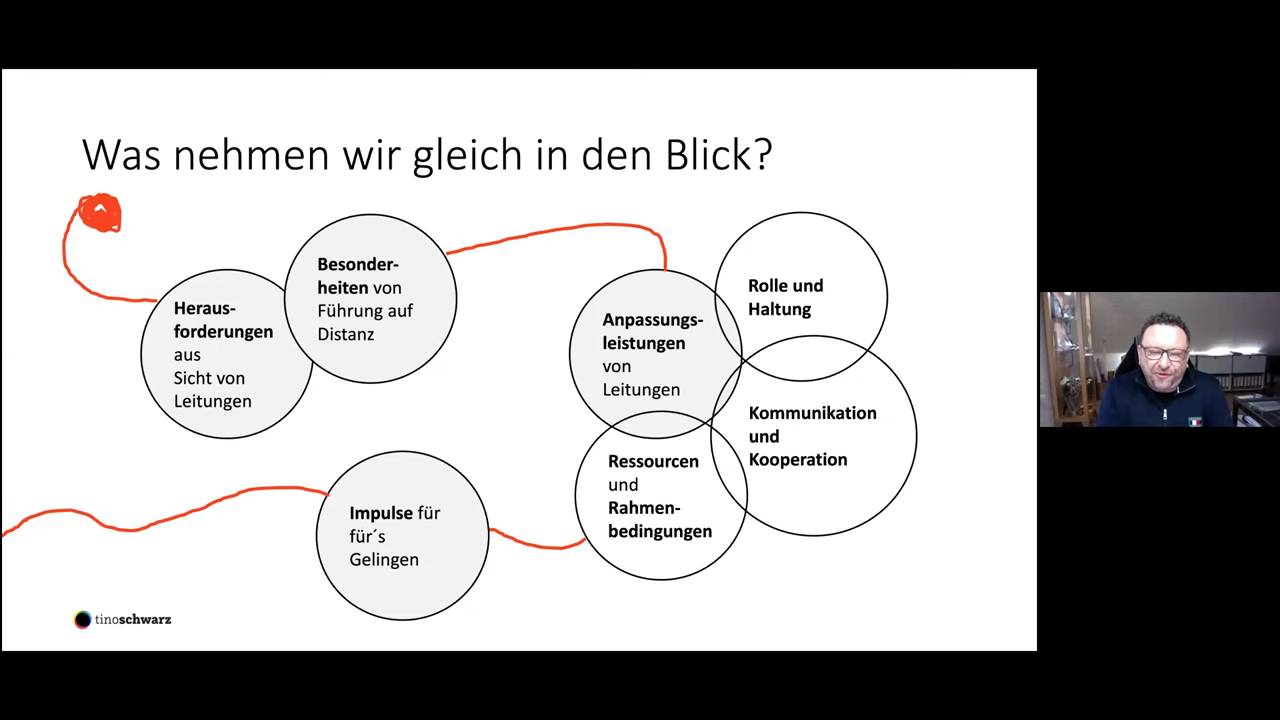 Was nehmen wir gleich in den Blick?
Heraus-
forderungen
aus
Sicht von
Leitungen
Besonder-
heiten von
Führung auf
Distanz
Anpassungs-
leistungen
von
Leitungen
Rolle und
Haltung
Kommunikation
und
Kooperation
Ressourcen
und
Rahmen-
bedingungen
Impulse für
für´s
Gelingen
tinoschwarz